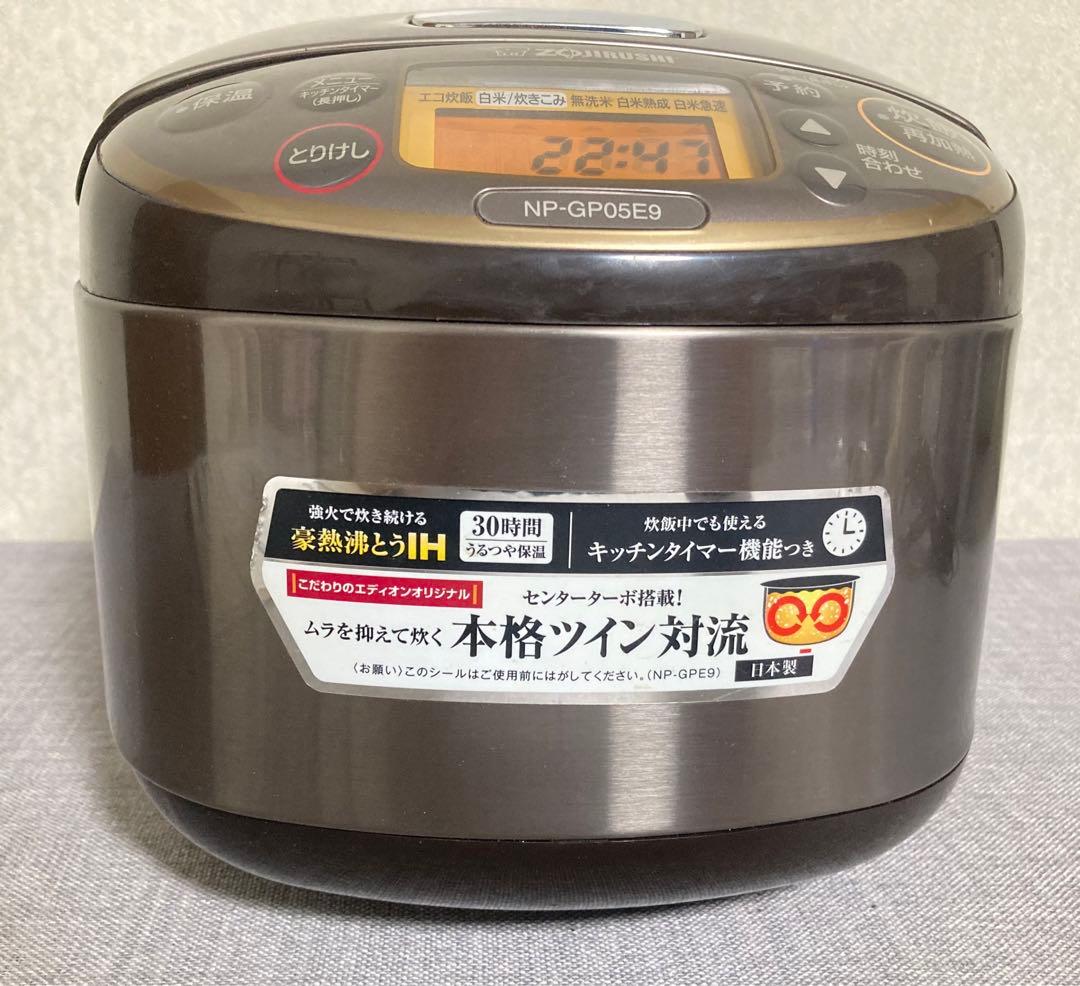 ZOJIRUSHI
保温
メニュー
キッチンタイマー
(長押し)
とりけし
エコ炊飯 白米/炊きこみ 無洗米 白米熟成 白米急速
22:47
予約
時刻
合わせ
再加熱
NP-GP05E9
強火で炊き続ける
豪熱沸とうIH
30時間
うるつや保温
炊飯中でも使える
キッチンタイマー機能つき
こだわりのエディオンオリジナル
センターターボ搭載!
ムラを抑えて炊く 本格ツイン対流
〈お願い〉このシールはご使用前にはがしてください。(NP-GPE9)
日本製